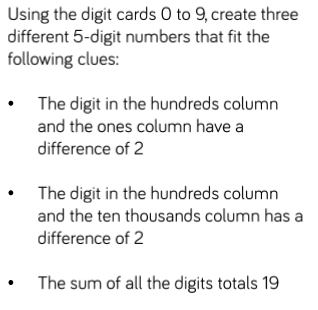 Using the digit cards 0 to 9, create three
different 5-digit numbers that fit the
following clues:
• The digit in the hundreds column
and the ones column have a
difference of 2
• The digit in the hundreds column
and the ten thousands column has a
difference of 2
• The sum of all the digits totals 19